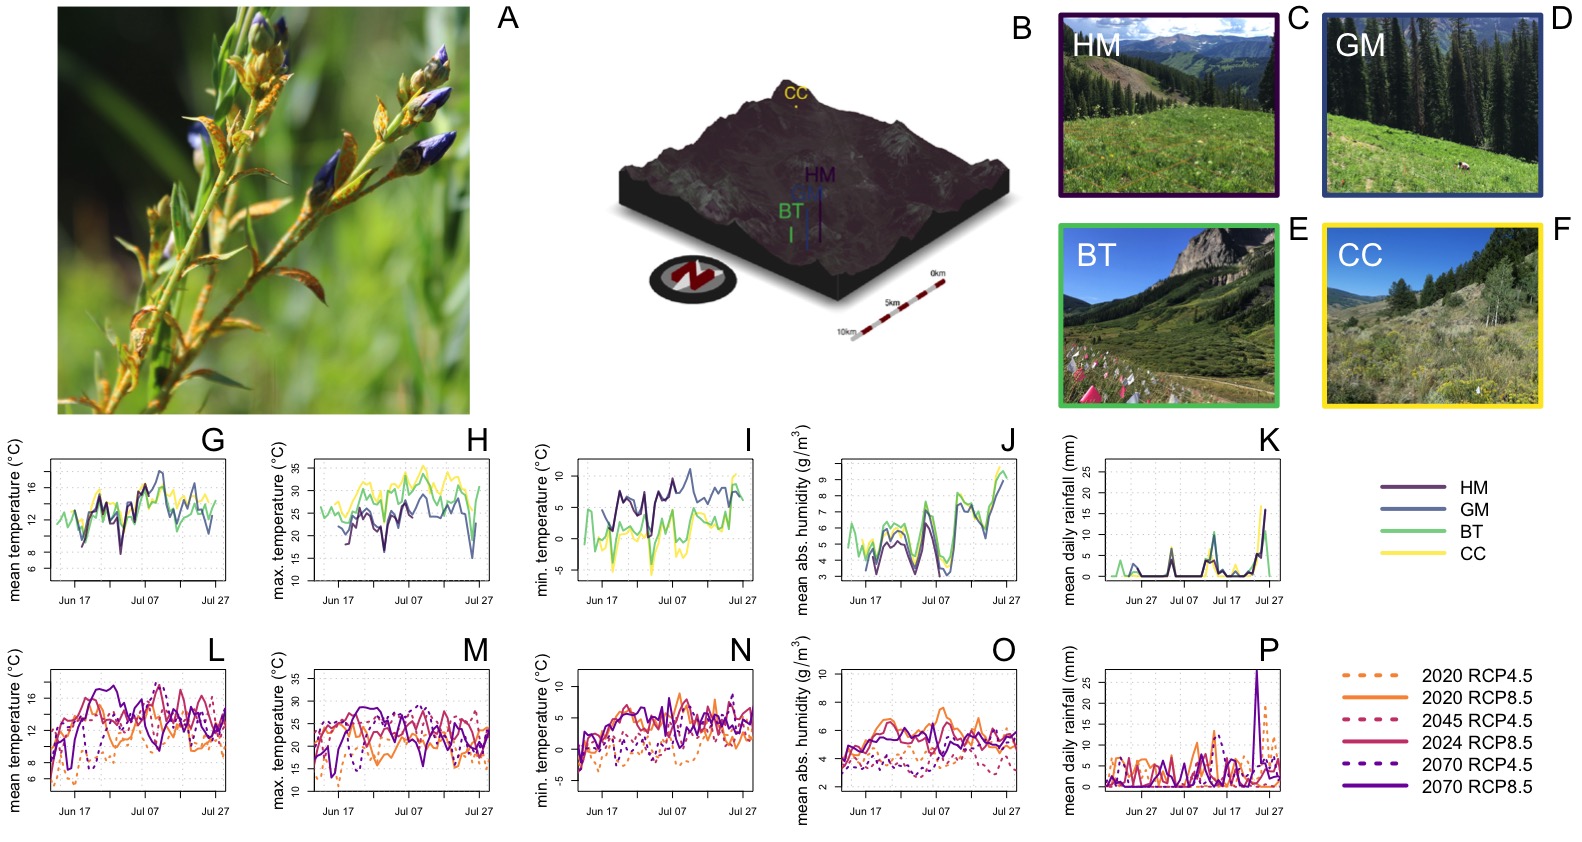 A
B
C
D
HM
GM
CC
HM
BT
0km
5km
10km
N
E
F
BT
CC
G
H
I
J
K
mean temperature (°C)
16
12
8
6
Jun 17
Jul 07
Jul 27
max. temperature (°C)
35
30
25
20
15
10
Jun 17
Jul 07
Jul 27
min. temperature (°C)
10
5
0
-5
Jun 17
Jul 07
Jul 27
mean abs. humidity (g/m³)
9
8
7
6
5
4
3
Jun 17
Jul 07
Jul 27
mean daily rainfall (mm)
25
20
15
10
5
0
Jun 27
Jul 07
Jul 17
Jul 27
HM
GM
BT
CC
L
M
N
O
P
mean temperature (°C)
16
12
8
6
Jun 17
Jul 07
Jul 27
max. temperature (°C)
35
30
25
20
15
10
Jun 17
Jul 07
Jul 27
min. temperature (°C)
10
5
0
-5
Jun 17
Jul 07
Jul 27
mean abs. humidity (g/m³)
10
8
6
4
2
Jun 17
Jul 07
Jul 27
mean daily rainfall (mm)
25
20
15
10
5
0
Jun 27
Jul 07
Jul 17
Jul 27
2020 RCP4.5
2020 RCP8.5
2045 RCP4.5
2024 RCP8.5
2070 RCP4.5
2070 RCP8.5